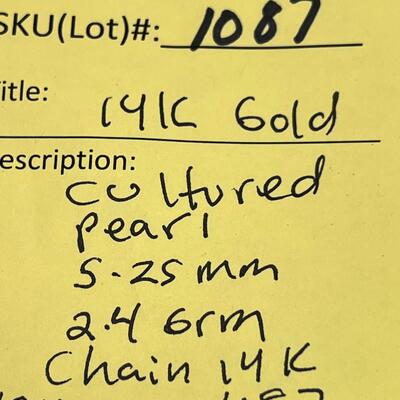 SKU(Lot)#: 1087
itle: 14K Gold
escription:
cultured
pearl
5.25mm
2.4 Grm
Chain 14K